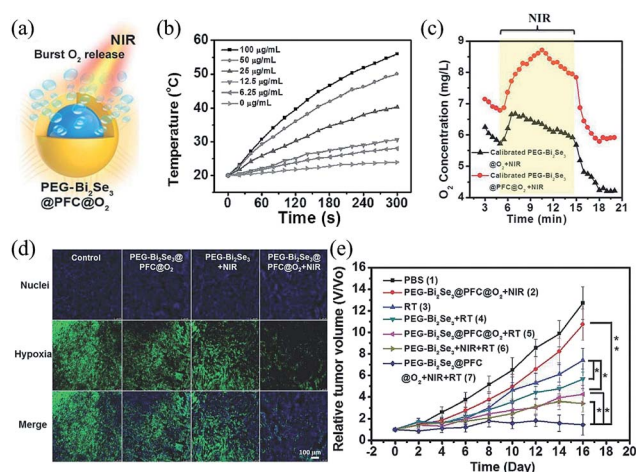 (a)
NIR
Burst O₂ release
PEG-Bi₂Se₃
@PFC@O₂
(b)
100 µg/mL
50 µg/mL
25 µg/mL
12.5 µg/mL
6.25 µg/mL
0 µg/mL
Temperature (°C)
60
50
40
30
20
10
0 60 120 180 240 300
Time (s)
(c)
NIR
O₂ Concentration (mg/L)
9
8
7
6
5
4
Calibrated PEG-Bi₂Se₃
@O₂+NIR
Calibrated PEG-Bi₂Se₃
@PFC@O₂+NIR
3 6 9 12 15 18 21
Time (min)
(d)
Control
PEG-Bi₂Se₃@
PFC@O₂
PEG-Bi₂Se₃
+NIR
PEG-Bi₂Se₃@
PFC@O₂+NIR
Nuclei
Hypoxia
Merge
100 µm
(e)
Relative tumor volume (V/Vo)
16
14
12
10
8
6
4
2
0
PBS (1)
PEG-Bi₂Se₃@PFC@O₂+NIR (2)
RT (3)
PEG-Bi₂Se₃+RT (4)
PEG-Bi₂Se₃@PFC@O₂+RT (5)
PEG-Bi₂Se₃+NIR+RT (6)
PEG-Bi₂Se₃@PFC
@O₂+NIR+RT (7)
* *
*
*
* *
*
*
0 2 4 6 8 10 12 14 16 18
Time (Day)